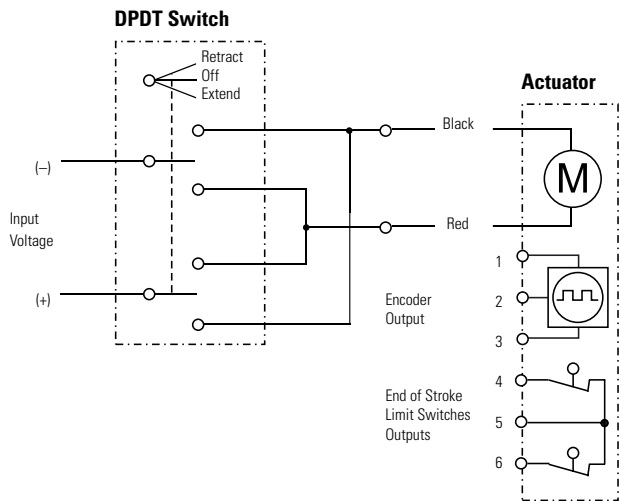 DPDT Switch
Retract
Off
Extend
Actuator
Black
(–)
M
Input
Voltage
Red
1
Encoder
Output
2
(+)
3
4
End of Stroke
Limit Switches
Outputs
5
6